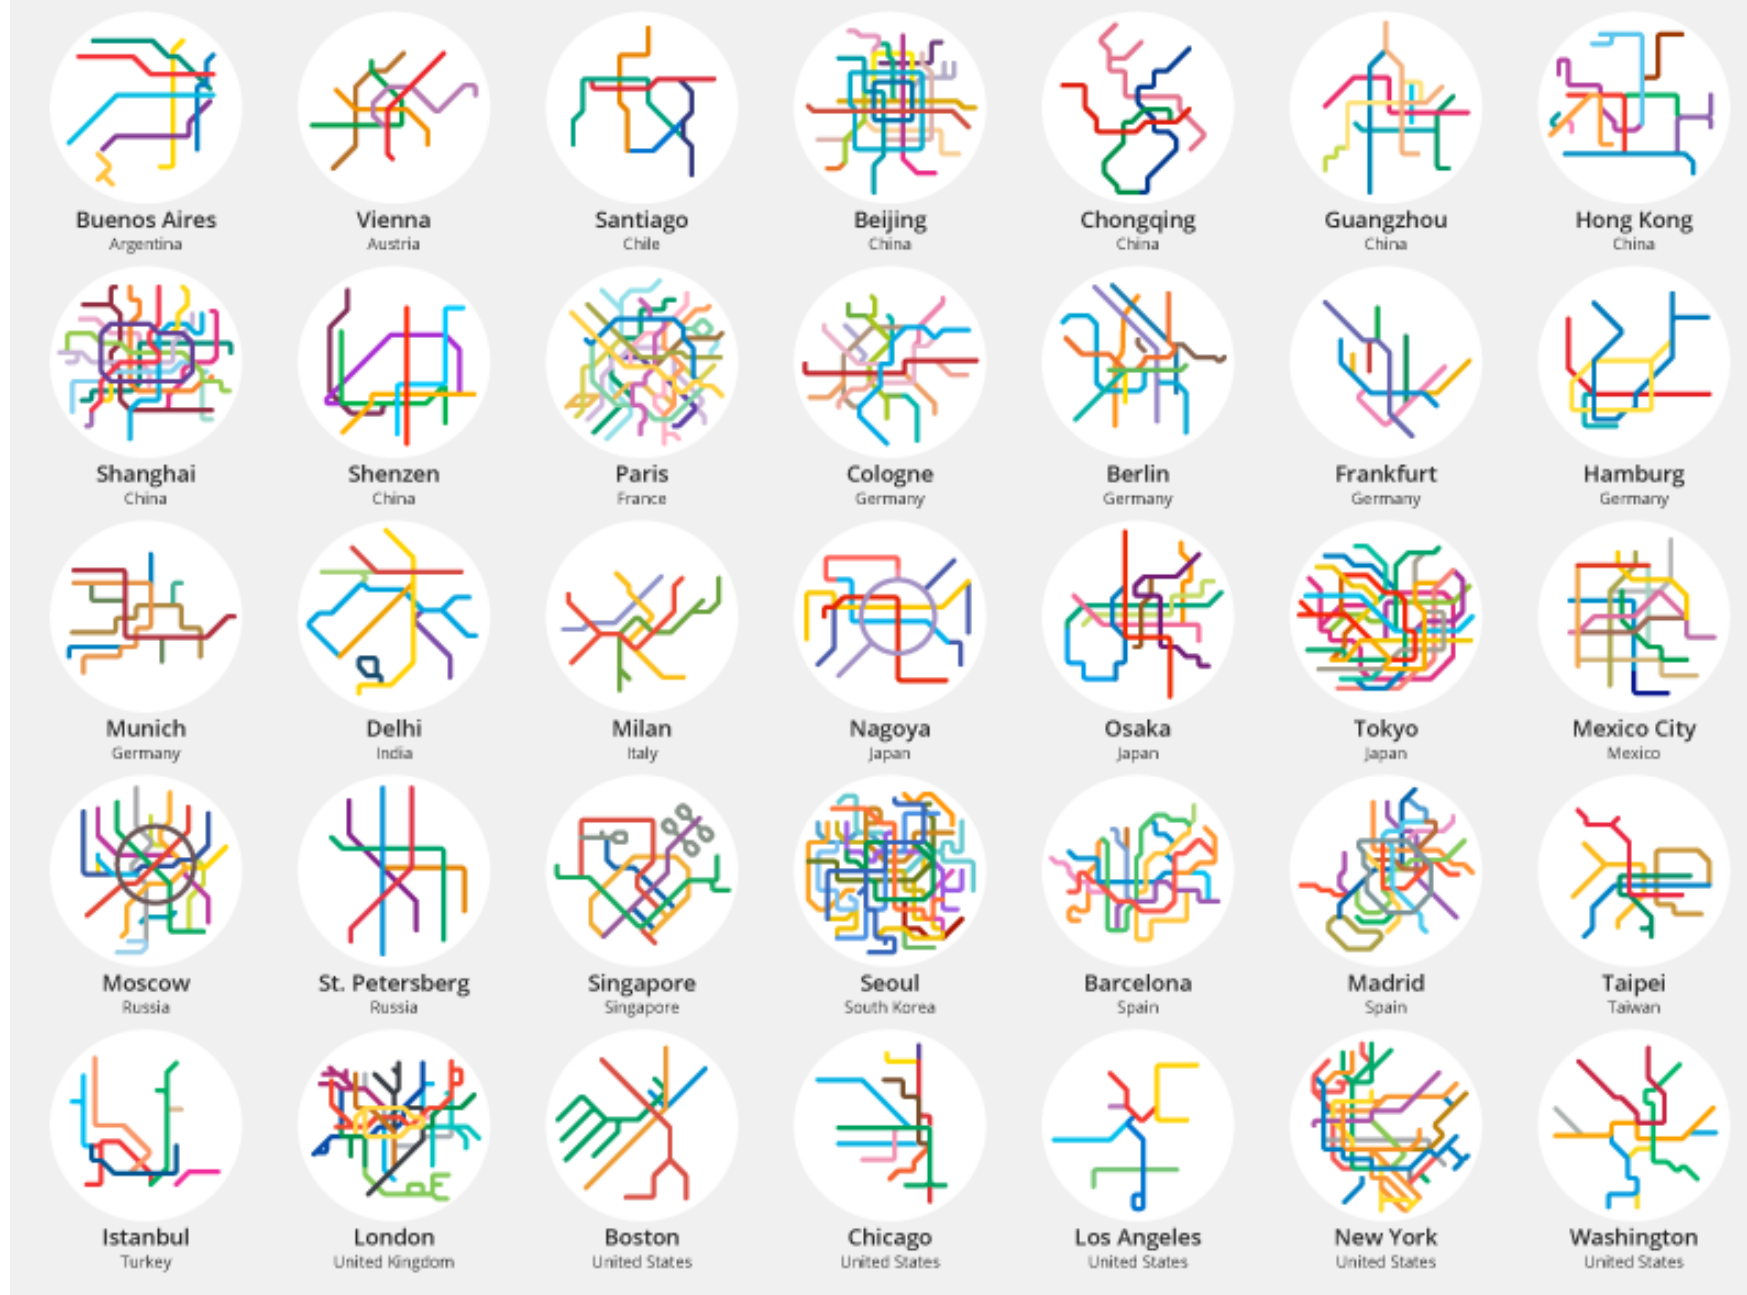 Buenos Aires Vienna Santiago Beijing Chongqing Guangzhou Hong Kong
Argentina Austria Chile China China China China
Shanghai Shenzen Paris Cologne Berlin Frankfurt Hamburg
China China France Germany Germany Germany Germany
Munich Delhi Milan Nagoya Osaka Tokyo Mexico City
Germany India Italy Japan Japan Japan Mexico
Moscow St. Petersberg Singapore Seoul Barcelona Madrid Taipei
Russia Russia Singapore South Korea Spain Spain Taiwan
Istanbul London Boston Chicago Los Angeles New York Washington
Turkey United Kingdom United States United States United States United States United States